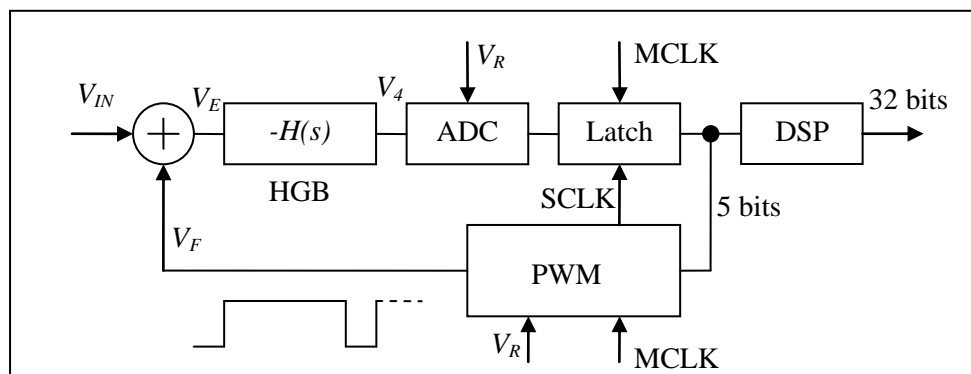 V_R
MCLK
V_IN
V_E
V_4
32 bits
+
-H(s)
ADC
Latch
DSP
HGB
SCLK
5 bits
V_F
PWM
V_R
MCLK